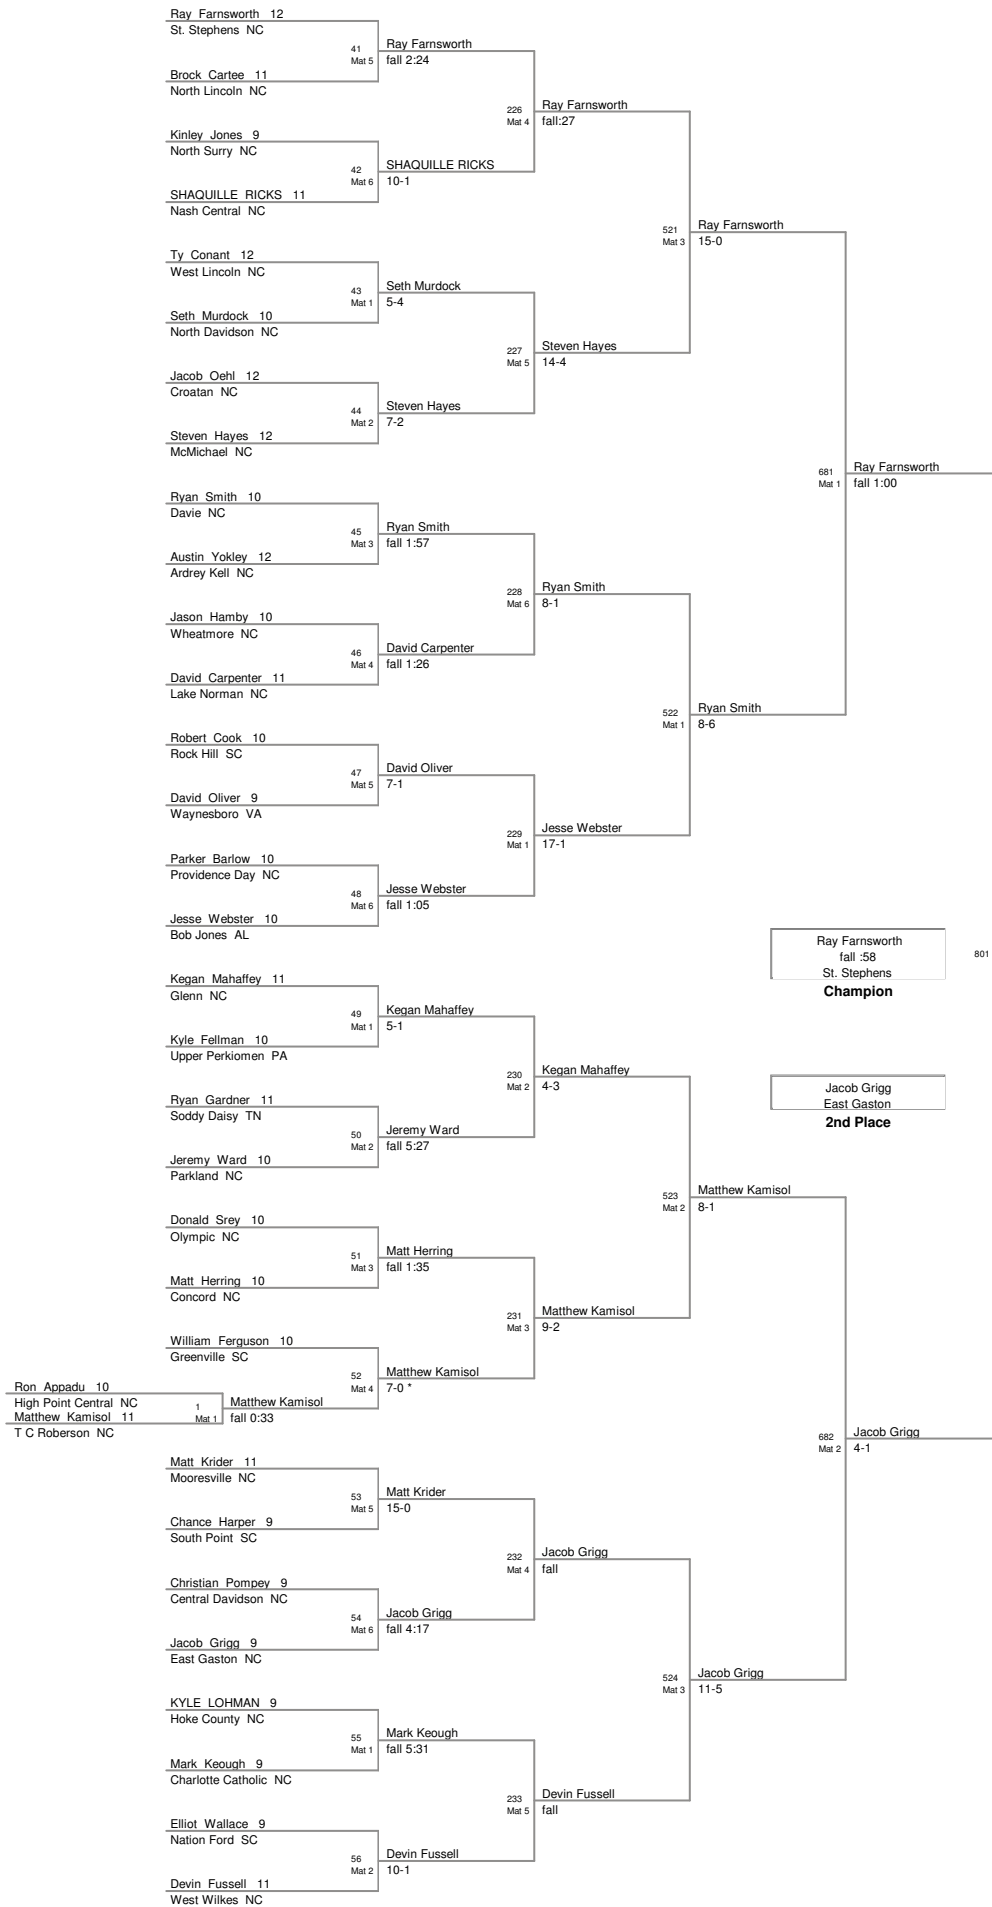 Ray Farnsworth 12
St. Stephens NC
41
Mat 5
Ray Farnsworth
fall 2:24
Brock Cartee 11
North Lincoln NC
226
Mat 4
Ray Farnsworth
fall:27
Kinley Jones 9
North Surry NC
42
Mat 6
SHAQUILLE RICKS
10-1
SHAQUILLE RICKS 11
Nash Central NC
521
Mat 3
Ray Farnsworth
15-0
Ty Conant 12
West Lincoln NC
43
Mat 1
Seth Murdock
5-4
Seth Murdock 10
North Davidson NC
227
Mat 5
Steven Hayes
14-4
Jacob Oehl 12
Croatan NC
44
Mat 2
Steven Hayes
7-2
Steven Hayes 12
McMichael NC
681
Mat 1
Ray Farnsworth
fall 1:00
Ryan Smith 10
Davie NC
45
Mat 3
Ryan Smith
fall 1:57
Austin Yokley 12
Ardrey Kell NC
228
Mat 6
Ryan Smith
8-1
Jason Hamby 10
Wheatmore NC
46
Mat 4
David Carpenter
fall 1:26
David Carpenter 11
Lake Norman NC
522
Mat 1
Ryan Smith
8-6
Robert Cook 10
Rock Hill SC
47
Mat 5
David Oliver
7-1
David Oliver 9
Waynesboro VA
229
Mat 1
Jesse Webster
17-1
Parker Barlow 10
Providence Day NC
48
Mat 6
Jesse Webster
fall 1:05
Jesse Webster 10
Bob Jones AL
Ray Farnsworth
fall :58
St. Stephens
Champion
801
Kegan Mahaffey 11
Glenn NC
49
Mat 1
Kegan Mahaffey
5-1
Kyle Fellman 10
Upper Perkiomen PA
230
Mat 2
Kegan Mahaffey
4-3
Jacob Grigg
East Gaston
2nd Place
Ryan Gardner 11
Soddy Daisy TN
50
Mat 2
Jeremy Ward
fall 5:27
Jeremy Ward 10
Parkland NC
523
Mat 2
Matthew Kamisol
8-1
Donald Srey 10
Olympic NC
51
Mat 3
Matt Herring
fall 1:35
Matt Herring 10
Concord NC
231
Mat 3
Matthew Kamisol
9-2
William Ferguson 10
Greenville SC
52
Mat 4
Matthew Kamisol
7-0 *
Ron Appadu 10
High Point Central NC
1
Mat 1
Matthew Kamisol
fall 0:33
Matthew Kamisol 11
T C Roberson NC
682
Mat 2
Jacob Grigg
4-1
Matt Krider 11
Mooresville NC
53
Mat 5
Matt Krider
15-0
Chance Harper 9
South Point SC
232
Mat 4
Jacob Grigg
fall
Christian Pompey 9
Central Davidson NC
54
Mat 6
Jacob Grigg
fall 4:17
Jacob Grigg 9
East Gaston NC
524
Mat 3
Jacob Grigg
11-5
KYLE LOHMAN 9
Hoke County NC
55
Mat 1
Mark Keough
fall 5:31
Mark Keough 9
Charlotte Catholic NC
233
Mat 5
Devin Fussell
fall
Elliot Wallace 9
Nation Ford SC
56
Mat 2
Devin Fussell
10-1
Devin Fussell 11
West Wilkes NC